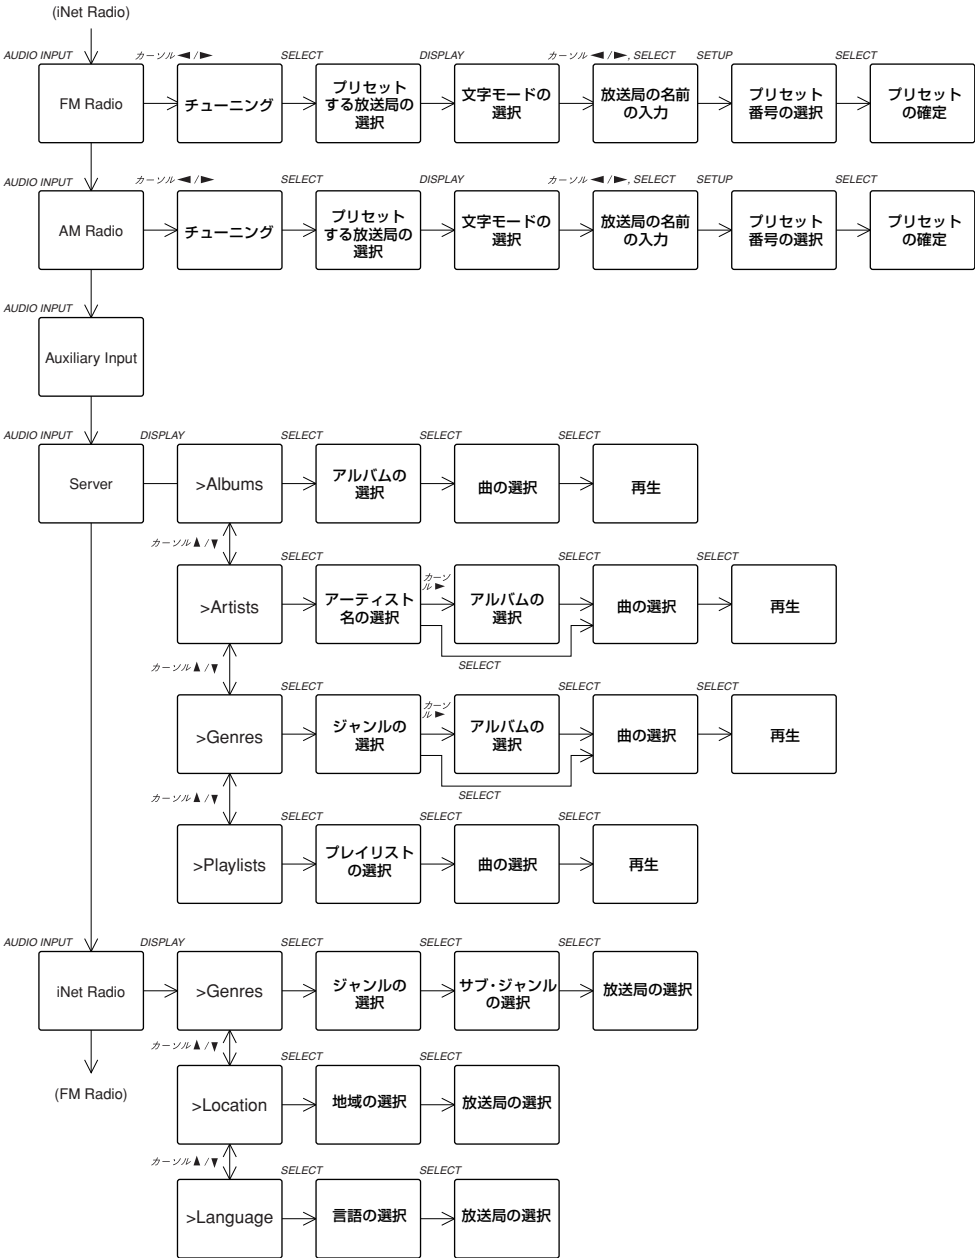 (iNet Radio)
AUDIO INPUT カーソル ◄ / ► SELECT DISPLAY カーソル ◄ / ►, SELECT SETUP SELECT
FM Radio
チューニング
プリセット
する放送局の
選択
文字モードの
選択
放送局の名前
の入力
プリセット
番号の選択
プリセット
の確定
AUDIO INPUT カーソル ◄ / ► SELECT DISPLAY カーソル ◄ / ►, SELECT SETUP SELECT
AM Radio
チューニング
プリセット
する放送局の
選択
文字モードの
選択
放送局の名前
の入力
プリセット
番号の選択
プリセット
の確定
AUDIO INPUT
Auxiliary Input
AUDIO INPUT DISPLAY SELECT SELECT SELECT
Server
>Albums
アルバムの
選択
曲の選択
再生
カーソル ▲ / ▼
SELECT カーソ
ル ► SELECT SELECT
>Artists
アーティスト
名の選択
アルバムの
選択
曲の選択
再生
SELECT
カーソル ▲ / ▼
SELECT カーソ
ル ► SELECT SELECT
>Genres
ジャンルの
選択
アルバムの
選択
曲の選択
再生
SELECT
カーソル ▲ / ▼
SELECT SELECT SELECT
>Playlists
プレイリスト
の選択
曲の選択
再生
AUDIO INPUT DISPLAY SELECT SELECT SELECT
iNet Radio
>Genres
ジャンルの
選択
サブ・ジャンル
の選択
放送局の選択
カーソル ▲ / ▼
SELECT SELECT
(FM Radio)
>Location
地域の選択
放送局の選択
カーソル ▲ / ▼
SELECT SELECT
>Language
言語の選択
放送局の選択